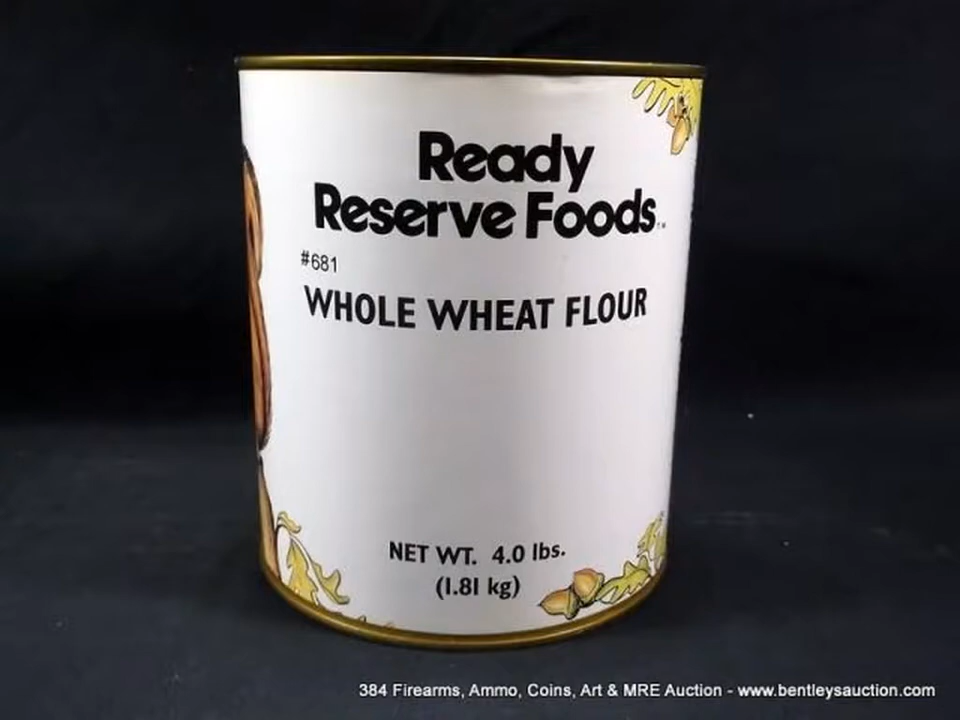 Ready
Reserve Foods™
#681
WHOLE WHEAT FLOUR
NET WT. 4.0 lbs.
(1.81 kg)
384 Firearms, Ammo, Coins, Art & MRE Auction - www.bentleysauction.com